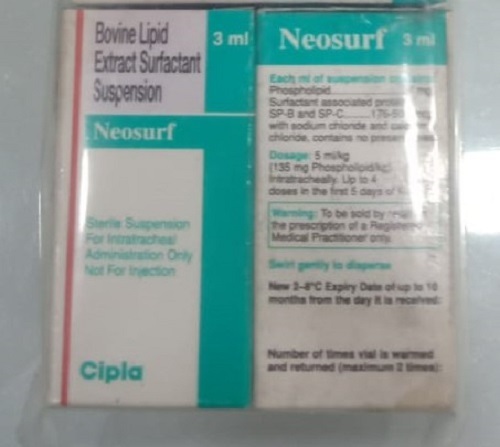 Bovine Lipid
Extract Surfactant
Suspension
3 ml
Neosurf
Sterile Suspension
For Intratracheal
Administration Only
Not For Injection
Cipla
Neosurf 3 ml
Each ml of suspension
Phospholipid
Surfactant associated
SP-B and SP-C
with sodium chloride and
chloride, contains no
Dosage: 5 ml/kg
(135 mg Phospholipid/kg)
Intratracheally. Up to 4
doses in the first 5 days of
Warning: To be sold by
the prescription of a
Medical Practitioner only.
Swirl gently to disperse
New 2-8°C Expiry Date of up to 18
months from the day it is received:
Number of times vial is warmed
and returned (maximum 2 times):